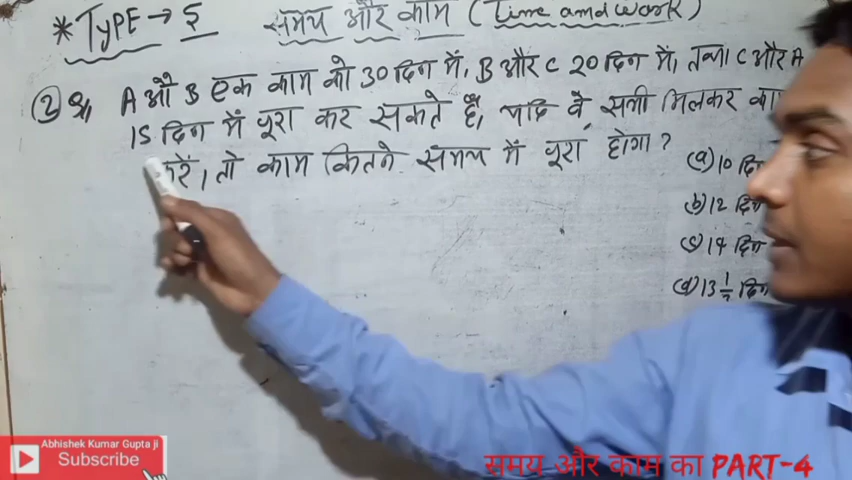 * TYPE → 5 समय और काम (Time and work)
② प्र, A औ B एक काम को 30 दिन में, B और C 20 दिन में, तथा C और A
15 दिन में पूरा कर सकते हैं, यदि वे सभी मिलकर का
करें, तो काम कितने समय में पूरा होगा?
(a) 10 दि
(b) 12 दिन
(c) 14 दिन
(d) 13 1/3 दिन
Abhishek Kumar Gupta ji
Subscribe
समय और काम का PART-4